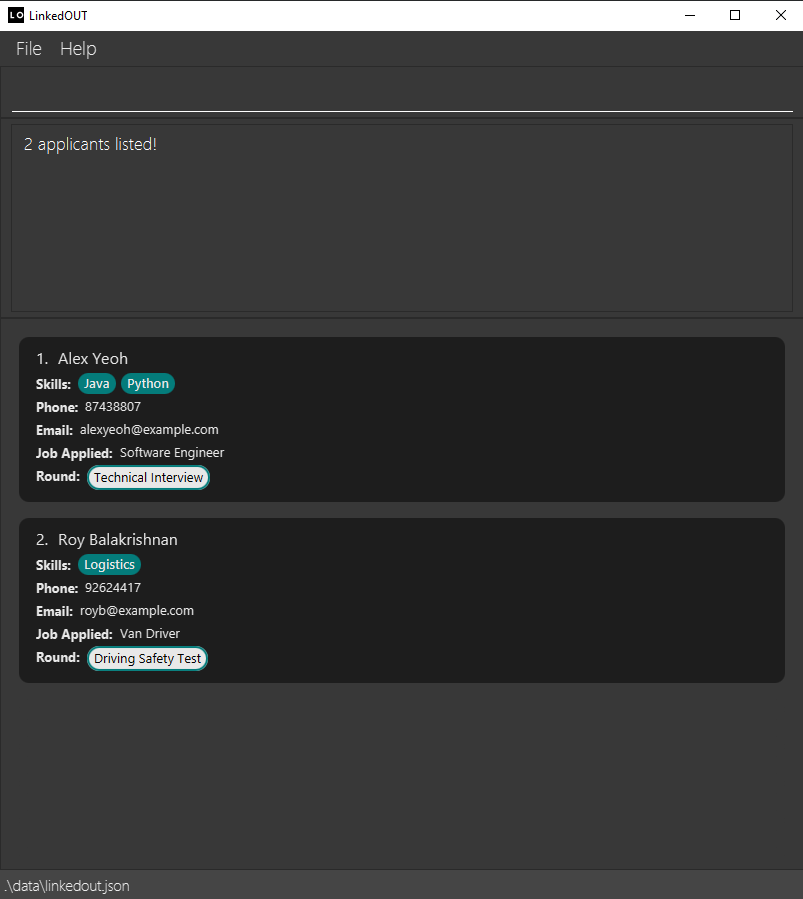 LO LinkedOUT
File Help
2 applicants listed!
1. Alex Yeoh
Skills: Java Python
Phone: 87438807
Email: alexyeoh@example.com
Job Applied: Software Engineer
Round: Technical Interview
2. Roy Balakrishnan
Skills: Logistics
Phone: 92624417
Email: royb@example.com
Job Applied: Van Driver
Round: Driving Safety Test
.\data\linkedout.json